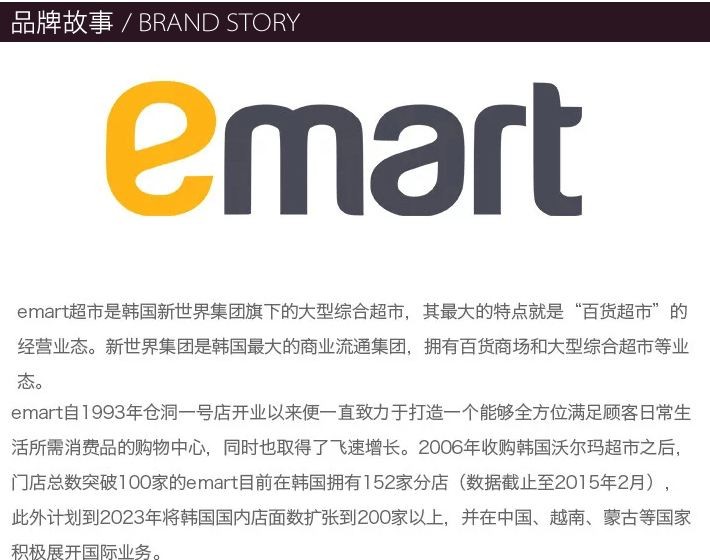 品牌故事 / BRAND STORY
emart
emart超市是韩国新世界集团旗下的大型综合超市，其最大的特点就是“百货超市”的
经营业态。新世界集团是韩国最大的商业流通集团，拥有百货商场和大型综合超市等业
态。
emart自1993年仓洞一号店开业以来便一直致力于打造一个能够全方位满足顾客日常生
活所需消费品的购物中心，同时也取得了飞速增长。2006年收购韩国沃尔玛超市之后，
门店总数突破100家的emart目前在韩国拥有152家分店（数据截止至2015年2月），
此外计划到2023年将韩国国内店面数扩张到200家以上，并在中国、越南、蒙古等国家
积极展开国际业务。